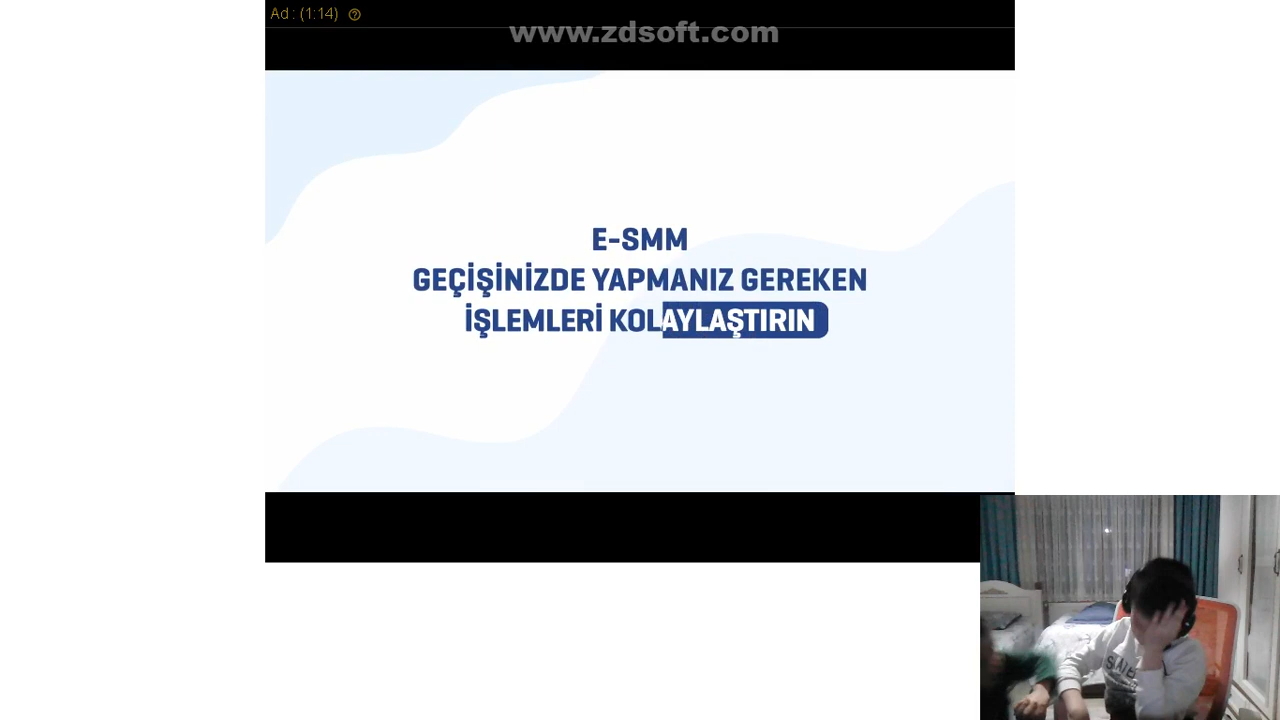 Ad : (1:14)
www.zdsoft.com
E-SMM
GEÇİŞİNİZDE YAPMANIZ GEREKEN
İŞLEMLERİ KOLAYLAŞTIRIN